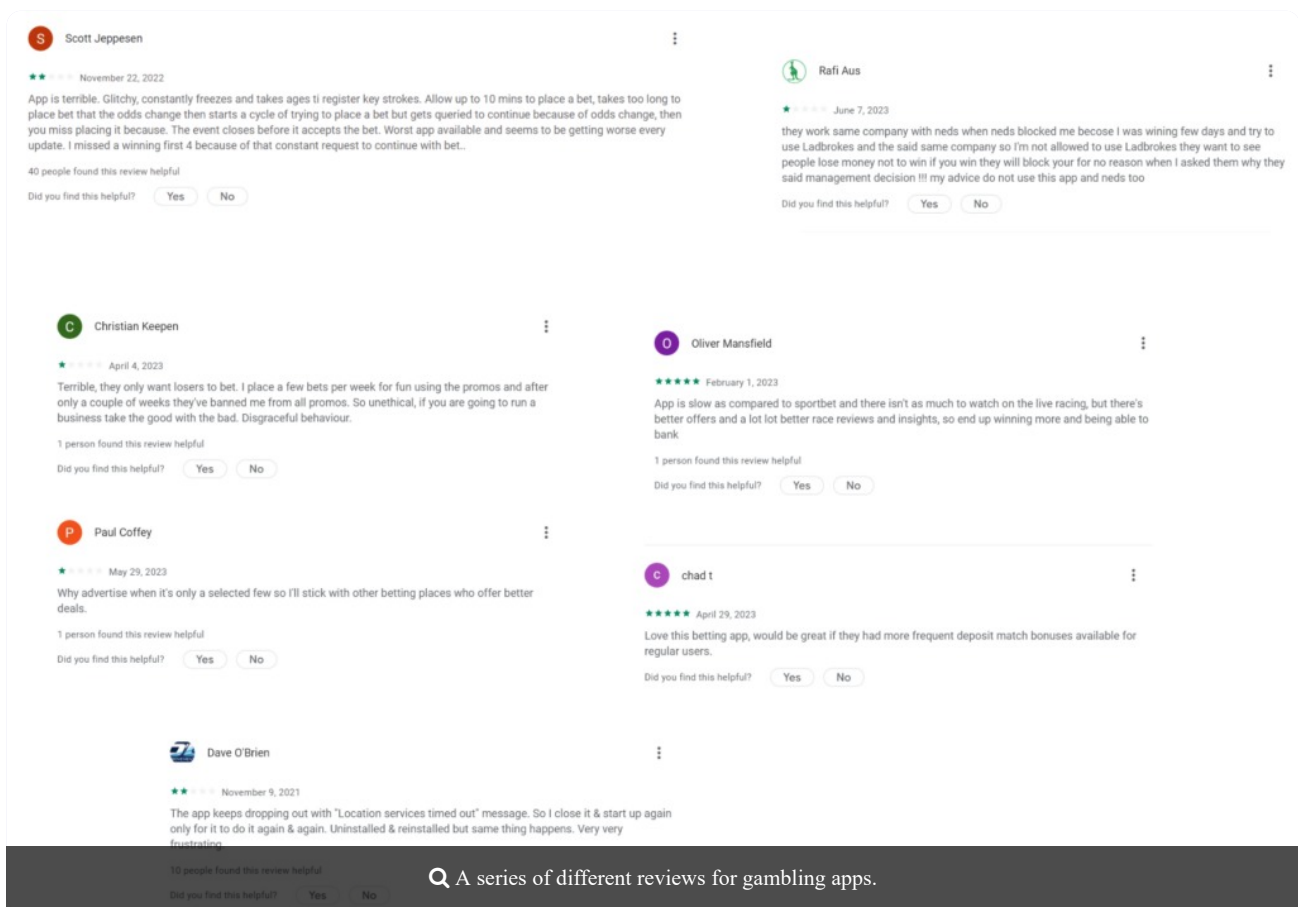 S Scott Jeppesen
November 22, 2022
App is terrible. Glitchy, constantly freezes and takes ages ti register key strokes. Allow up to 10 mins to place a bet, takes too long to
place bet that the odds change then starts a cycle of trying to place a bet but gets queried to continue because of odds change, then
you miss placing it because. The event closes before it accepts the bet. Worst app available and seems to be getting worse every
update. I missed a winning first 4 because of that constant request to continue with bet..
40 people found this review helpful
Did you find this helpful? Yes No
Rafi Aus
June 7, 2023
they work same company with neds when neds blocked me becose I was wining few days and try to
use Ladbrokes and the said same company so I'm not allowed to use Ladbrokes they want to see
people lose money not to win if you win they will block your for no reason when I asked them why they
said management decision !!! my advice do not use this app and neds too
Did you find this helpful? Yes No
C Christian Keepen
April 4, 2023
Terrible, they only want losers to bet. I place a few bets per week for fun using the promos and after
only a couple of weeks they've banned me from all promos. So unethical, if you are going to run a
business take the good with the bad. Disgraceful behaviour.
1 person found this review helpful
Did you find this helpful? Yes No
O Oliver Mansfield
February 1, 2023
App is slow as compared to sportbet and there isn't as much to watch on the live racing, but there's
better offers and a lot lot better race reviews and insights, so end up winning more and being able to
bank
1 person found this review helpful
Did you find this helpful? Yes No
P Paul Coffey
May 29, 2023
Why advertise when it's only a selected few so I'll stick with other betting places who offer better
deals.
1 person found this review helpful
Did you find this helpful? Yes No
c chad t
April 29, 2023
Love this betting app, would be great if they had more frequent deposit match bonuses available for
regular users.
Did you find this helpful? Yes No
Dave O'Brien
November 9, 2021
The app keeps dropping out with "Location services timed out" message. So I close it & start up again
only for it to do it again & again. Uninstalled & reinstalled but same thing happens. Very very
frustrating.
10 people found this review helpful
Did you find this helpful? Yes No
A series of different reviews for gambling apps.